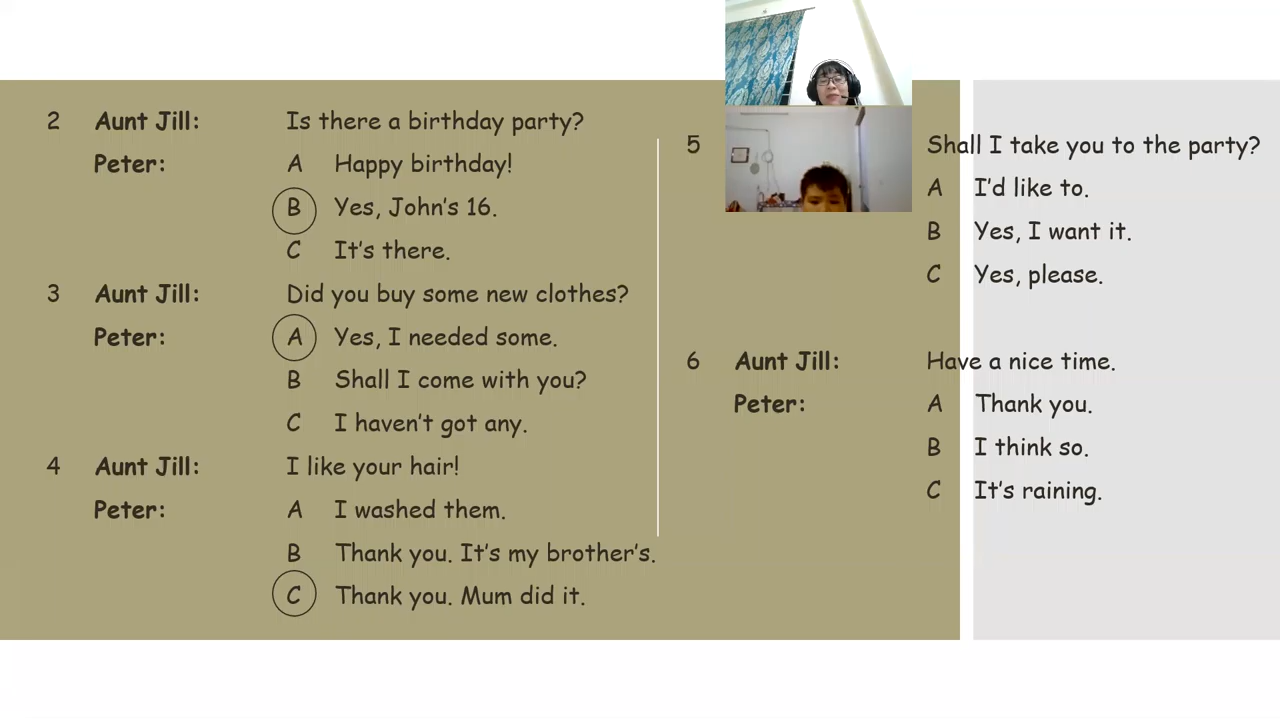 2 Aunt Jill: Is there a birthday party?
Peter: A Happy birthday!
B Yes, John's 16.
C It's there.
3 Aunt Jill: Did you buy some new clothes?
Peter: A Yes, I needed some.
B Shall I come with you?
C I haven't got any.
4 Aunt Jill: I like your hair!
Peter: A I washed them.
B Thank you. It's my brother's.
C Thank you. Mum did it.
5 Shall I take you to the party?
A I'd like to.
B Yes, I want it.
C Yes, please.
6 Aunt Jill: Have a nice time.
Peter: A Thank you.
B I think so.
C It's raining.